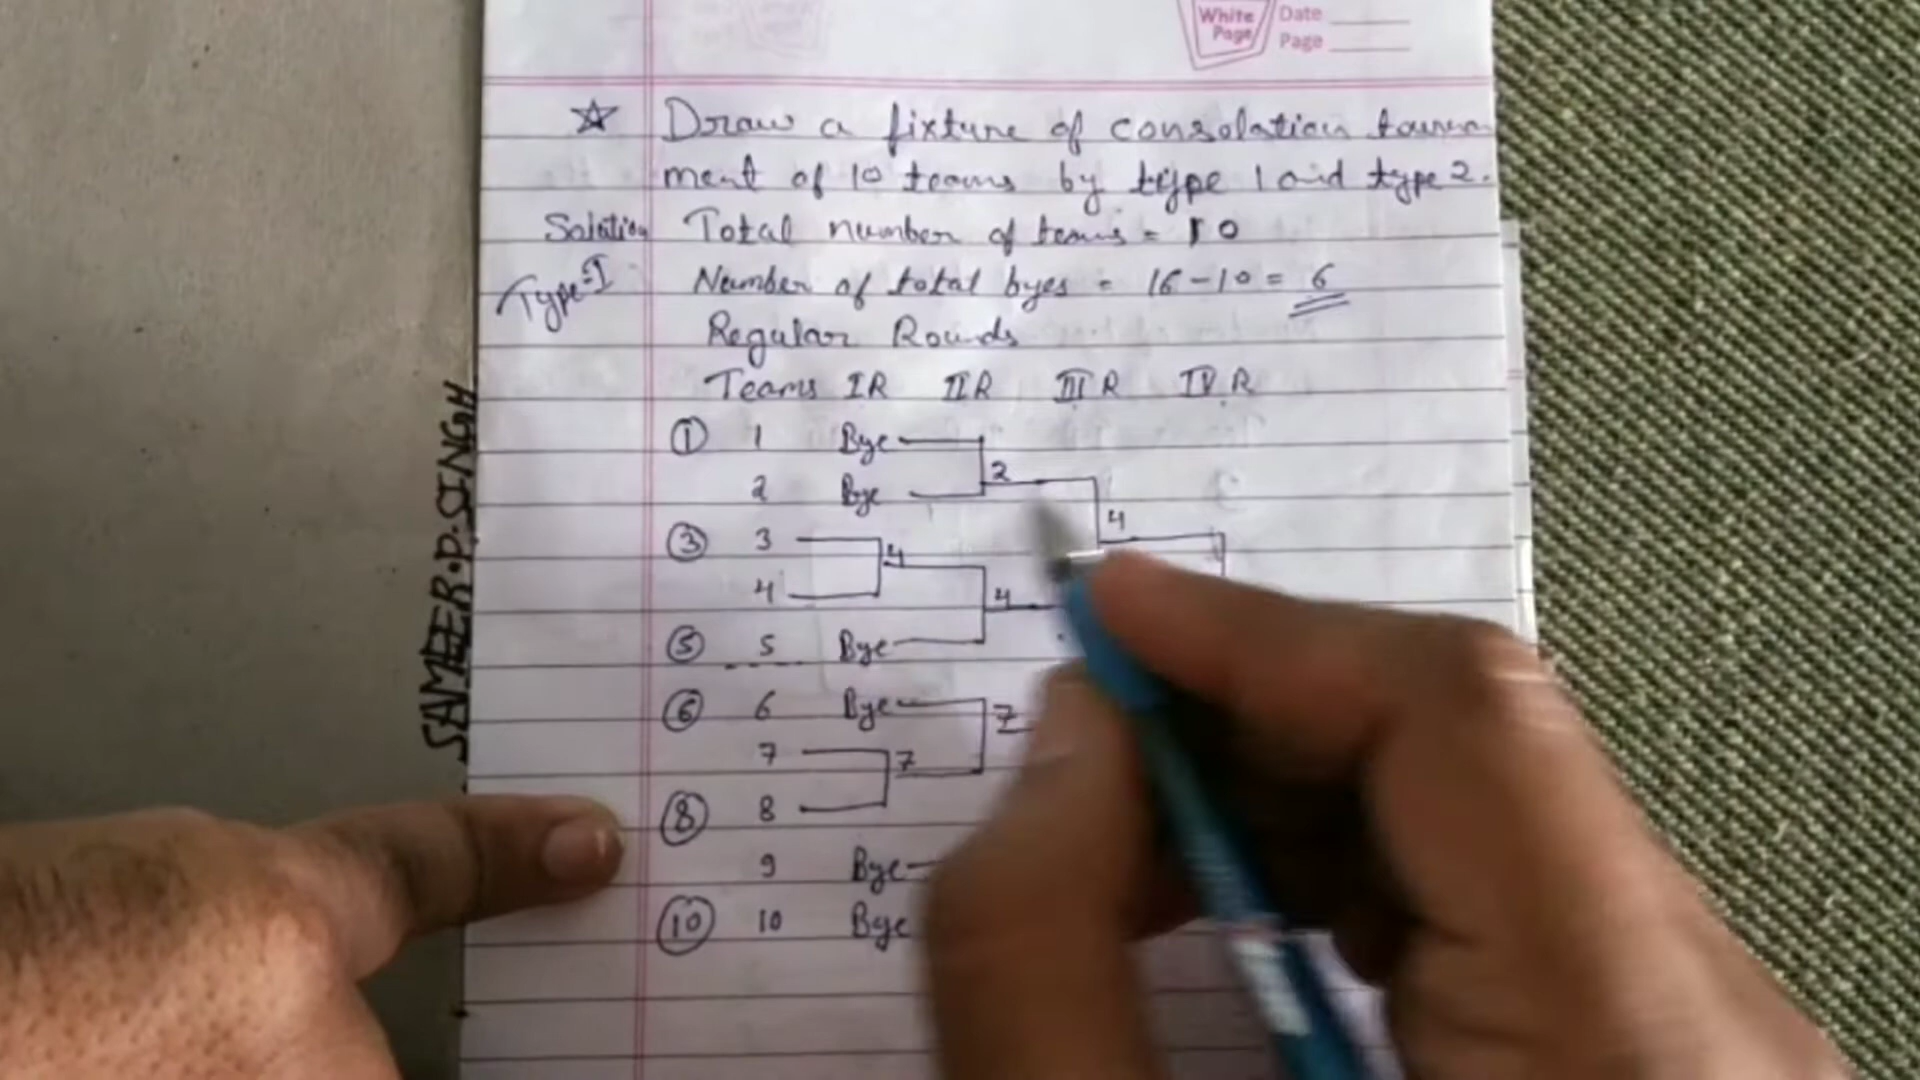 White
Page
Date
Page
Draw a fixture of consolation tourna
ment of 10 teams by type 1 and type 2.
Solution Total number of teams = 10
Type-I Number of total byes = 16 - 10 = 6
Regular Rounds
Teams IR IIR IIIR IVR
① 1 Bye 2
2 Bye 4
③ 3 4
4 4
⑤ 5 Bye
⑥ 6 Bye 7
7 7
⑧ 8
9 Bye
⑩ 10 Bye
SAMEER.P.SINGH